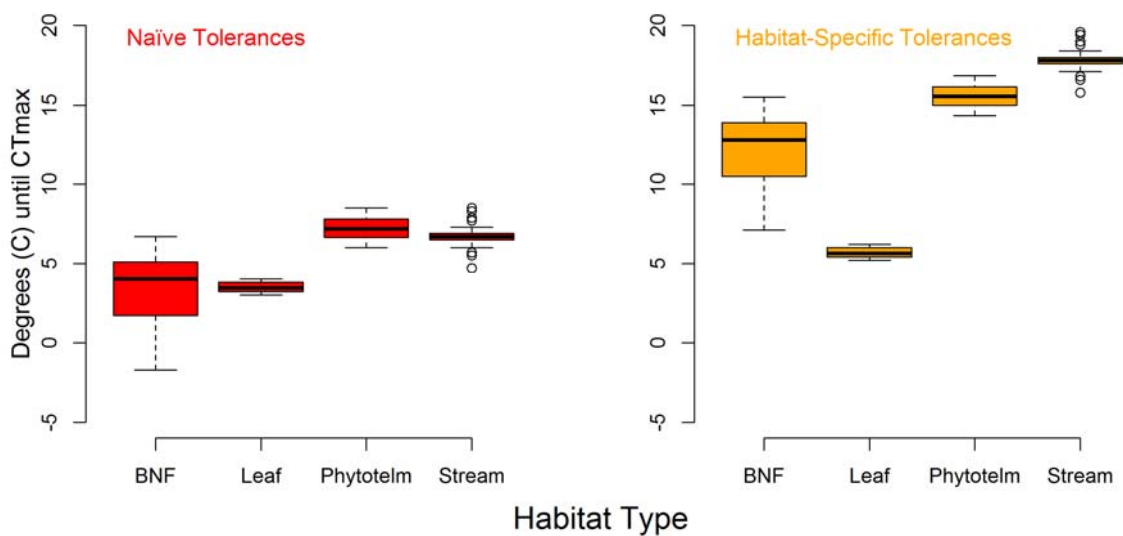 Naïve Tolerances
Habitat-Specific Tolerances
Degrees (C) until CTmax
20
15
10
5
0
-5
20
15
10
5
0
-5
BNF Leaf Phytotelm Stream
BNF Leaf Phytotelm Stream
Habitat Type